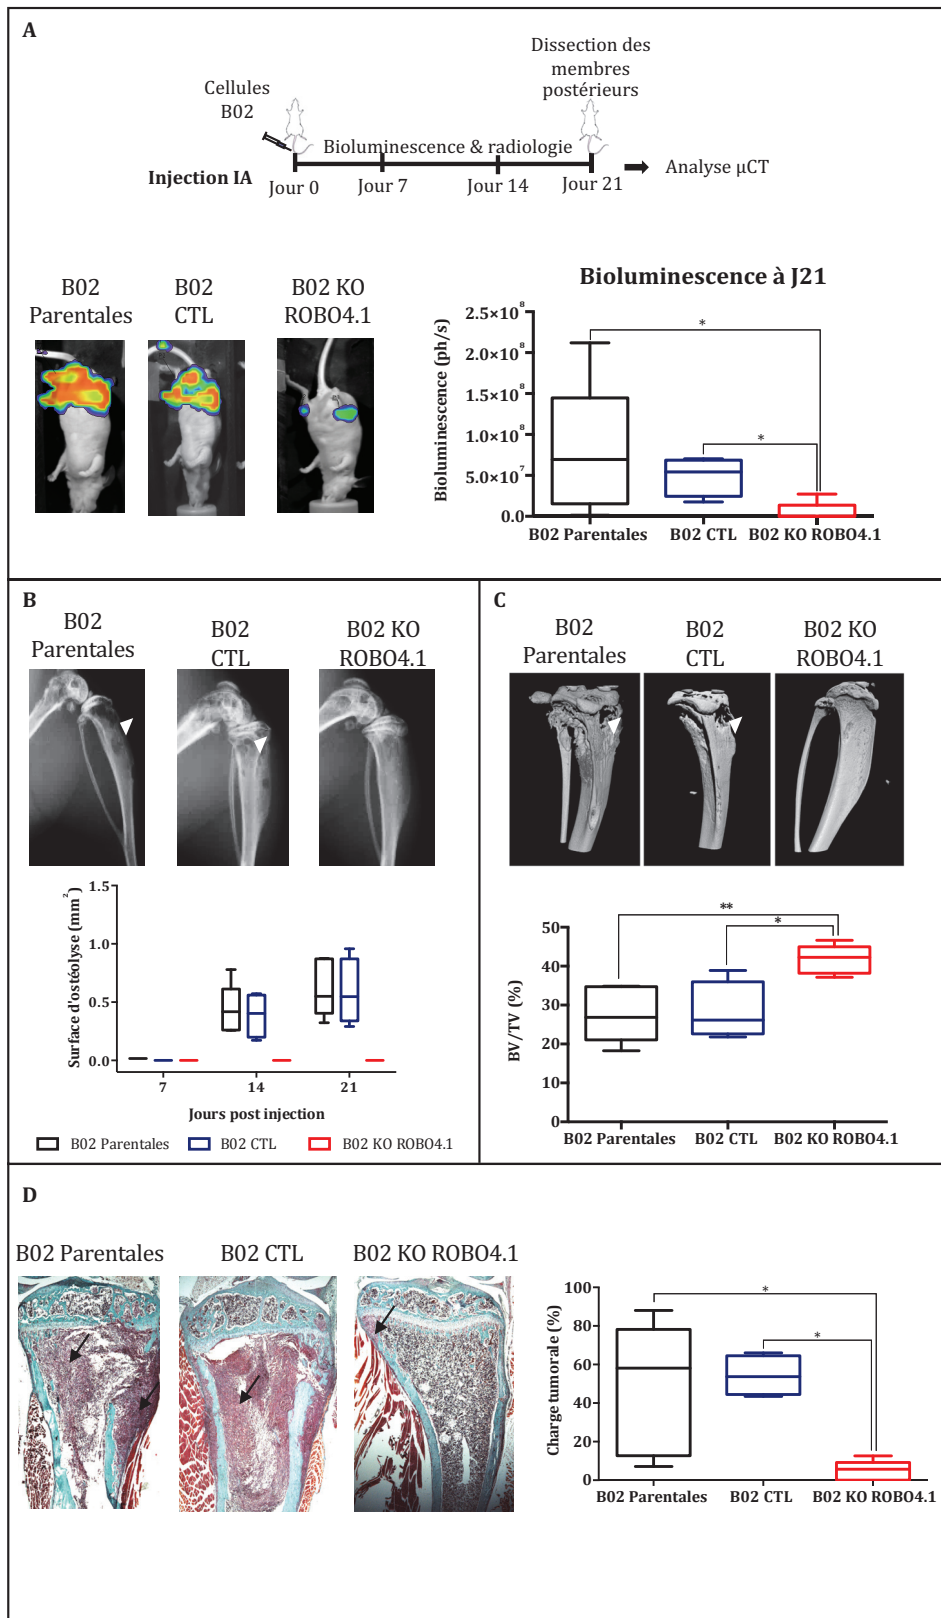 A
Dissection des
membres
postérieurs
Cellules
B02
Bioluminescence & radiologie
Injection IA
Jour 0
Jour 7
Jour 14
Jour 21
Analyse µCT
B02
Parentales
B02
CTL
B02 KO
ROBO4.1
Bioluminescence à J21
Bioluminescence (ph/s)
2.5×10⁸
2.0×10⁸
1.5×10⁸
1.0×10⁸
5.0×10⁷
0.0
*
*
B02 Parentales
B02 CTL
B02 KO ROBO4.1
B
B02
Parentales
B02
CTL
B02 KO
ROBO4.1
Surface d'ostéolyse (mm²)
1.5
1.0
0.5
0.0
7
14
21
Jours post injection
B02 Parentales
B02 CTL
B02 KO ROBO4.1
C
B02
Parentales
B02
CTL
B02 KO
ROBO4.1
BV/TV (%)
50
40
30
20
10
0
**
*
B02 Parentales
B02 CTL
B02 KO ROBO4.1
D
B02 Parentales
B02 CTL
B02 KO ROBO4.1
Charge tumorale (%)
100
80
60
40
20
0
*
*
B02 Parentales
B02 CTL
B02 KO ROBO4.1